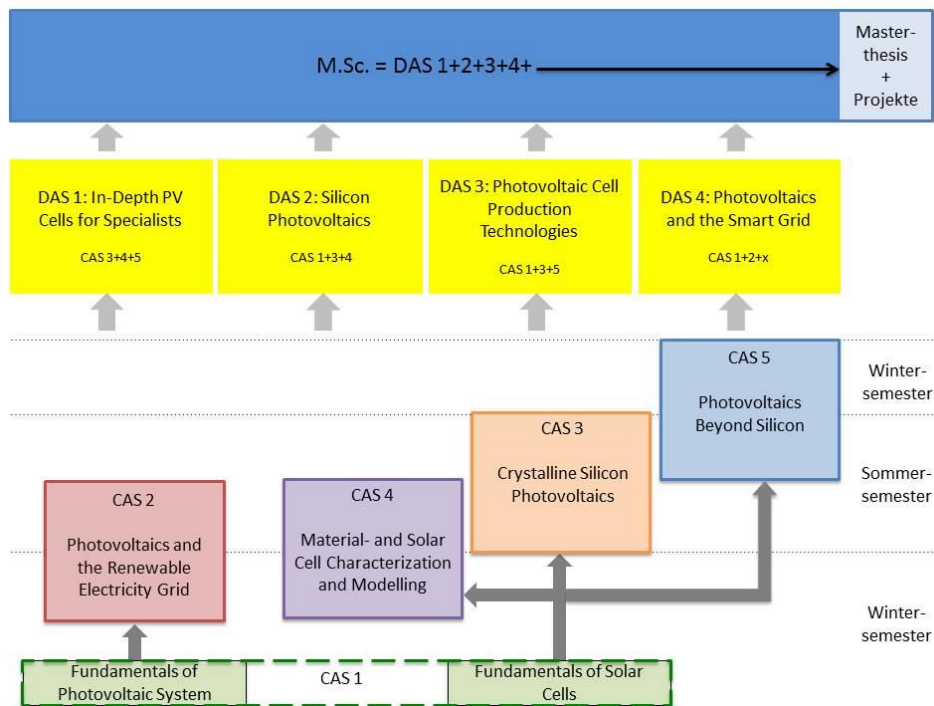 M.Sc. = DAS 1+2+3+4+
Master-
thesis
+
Projekte
DAS 1: In-Depth PV
Cells for Specialists
CAS 3+4+5
DAS 2: Silicon
Photovoltaics
CAS 1+3+4
DAS 3: Photovoltaic Cell
Production
Technologies
CAS 1+3+5
DAS 4: Photovoltaics
and the Smart Grid
CAS 1+2+x
CAS 5
Photovoltaics
Beyond Silicon
Winter-
semester
CAS 3
Crystalline Silicon
Photovoltaics
Sommer-
semester
CAS 2
Photovoltaics and
the Renewable
Electricity Grid
CAS 4
Material- and Solar
Cell Characterization
and Modelling
Winter-
semester
Fundamentals of
Photovoltaic System
CAS 1
Fundamentals of Solar
Cells